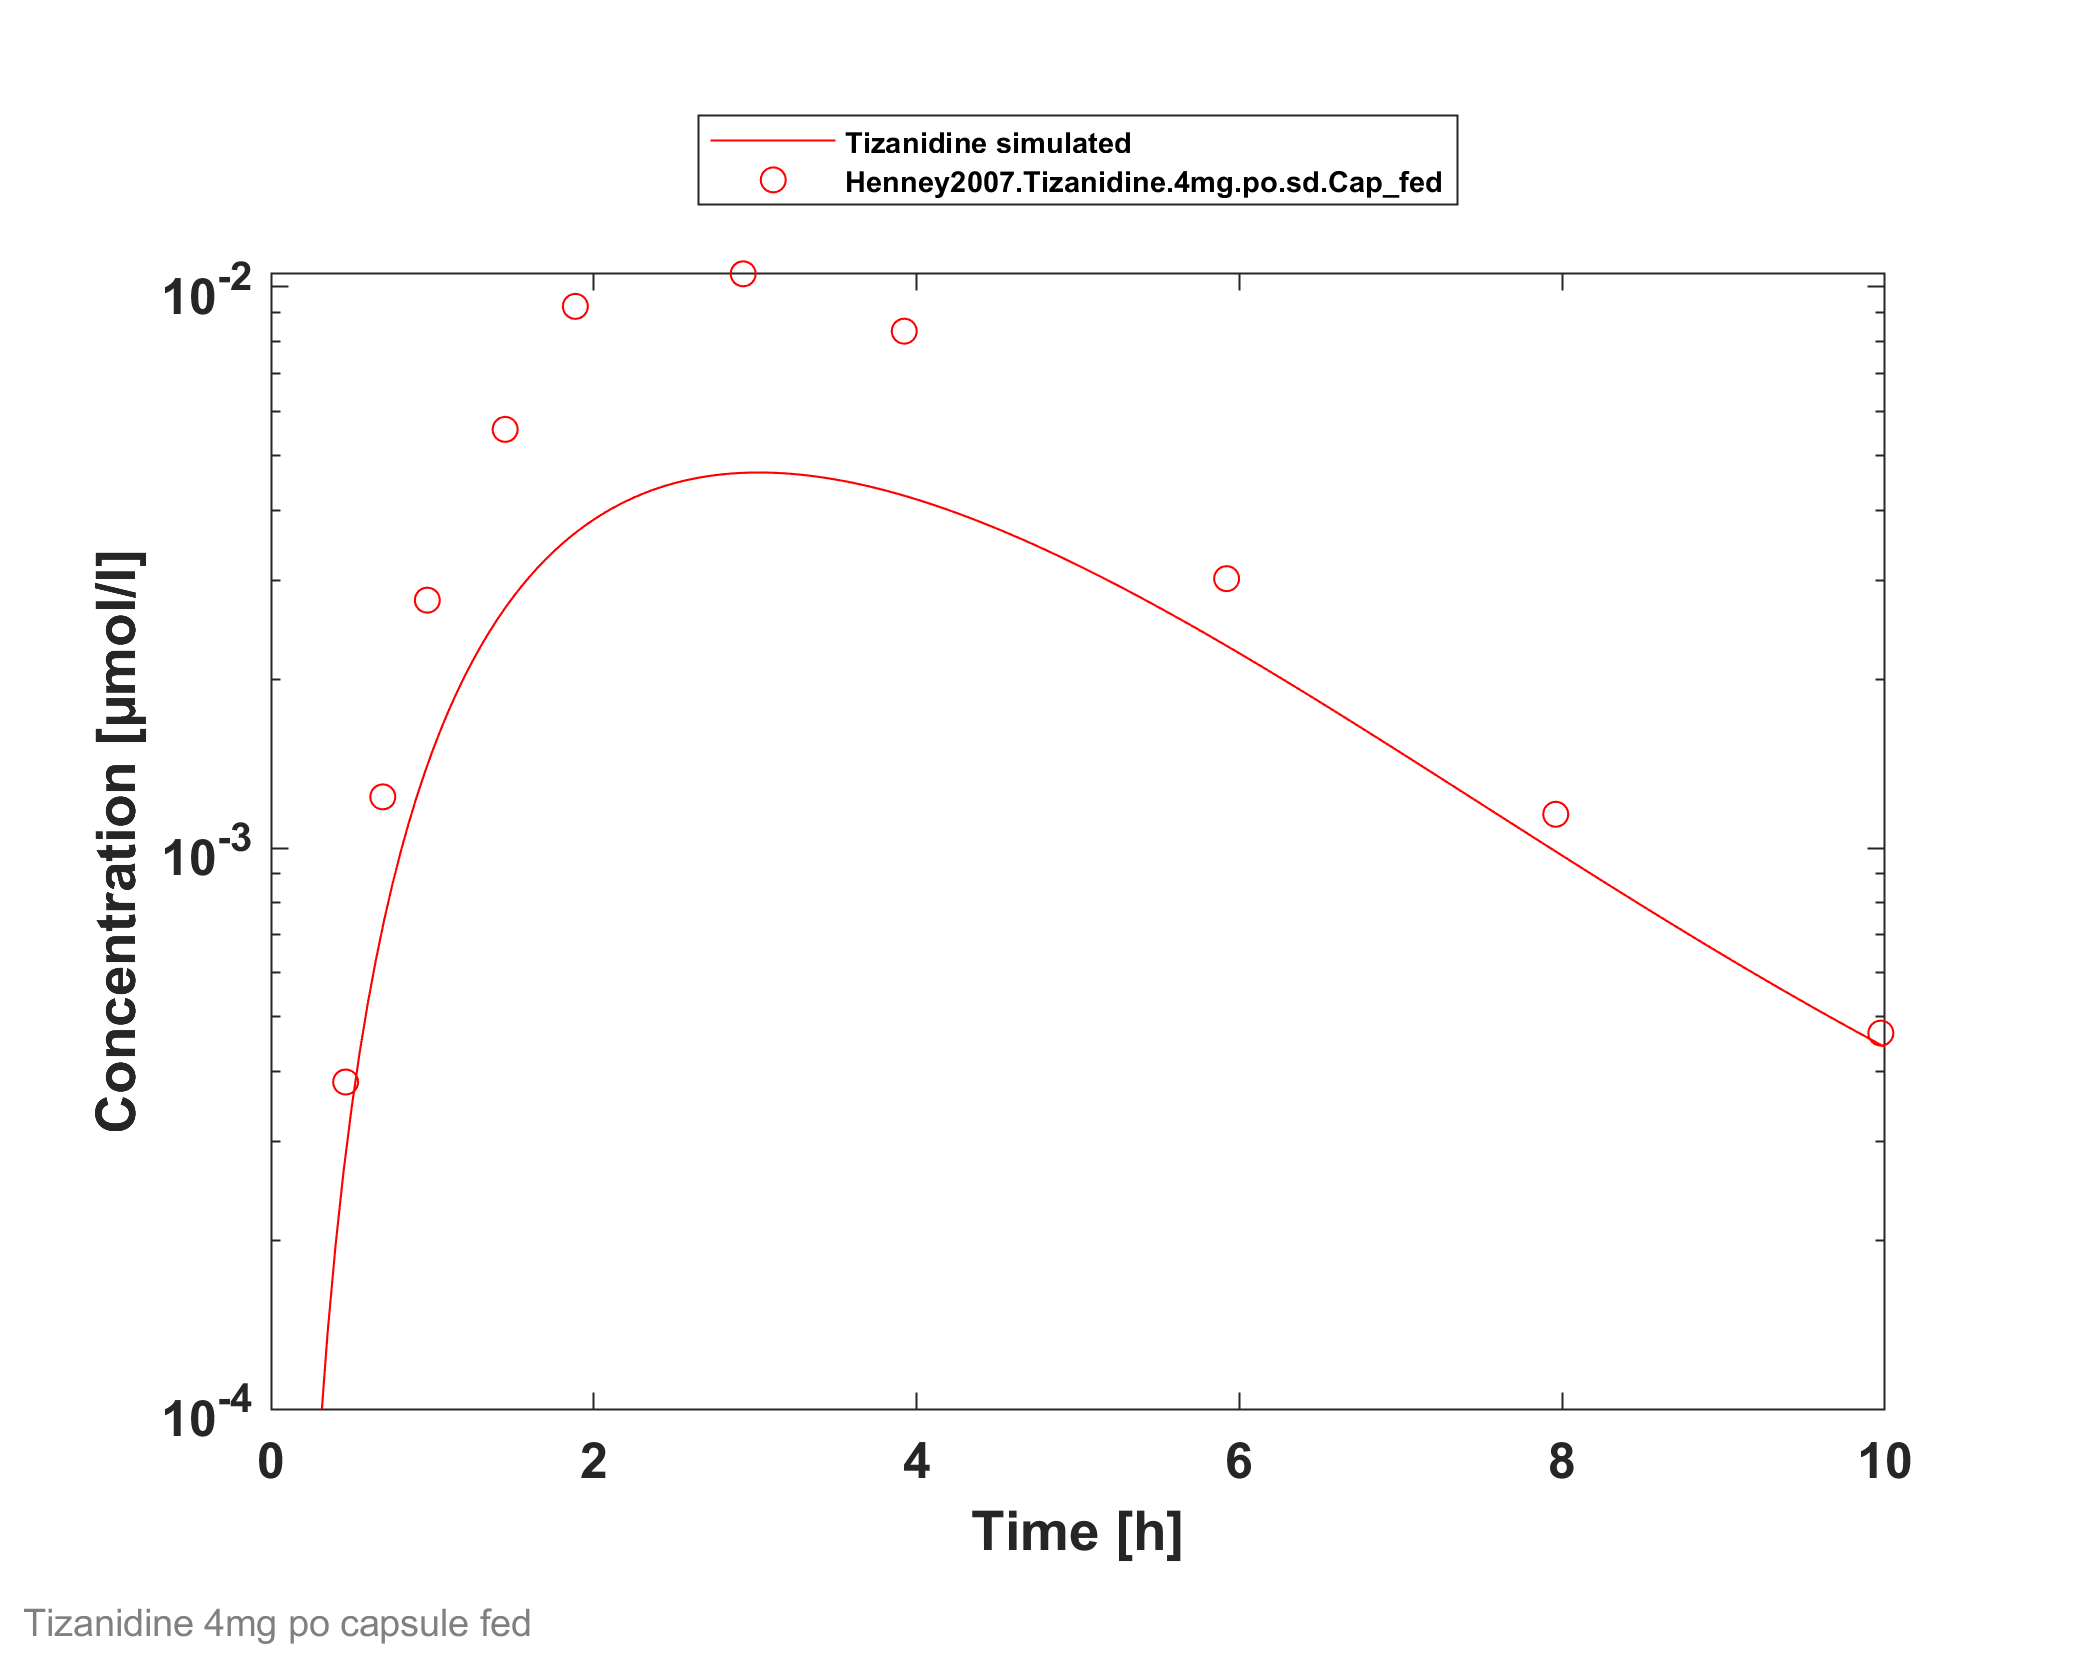 Tizanidine simulated
Henney2007.Tizanidine.4mg.po.sd.Cap_fed
10-2
10-3
10-4
Concentration [µmol/l]
0 2 4 6 8 10
Time [h]
Tizanidine 4mg po capsule fed